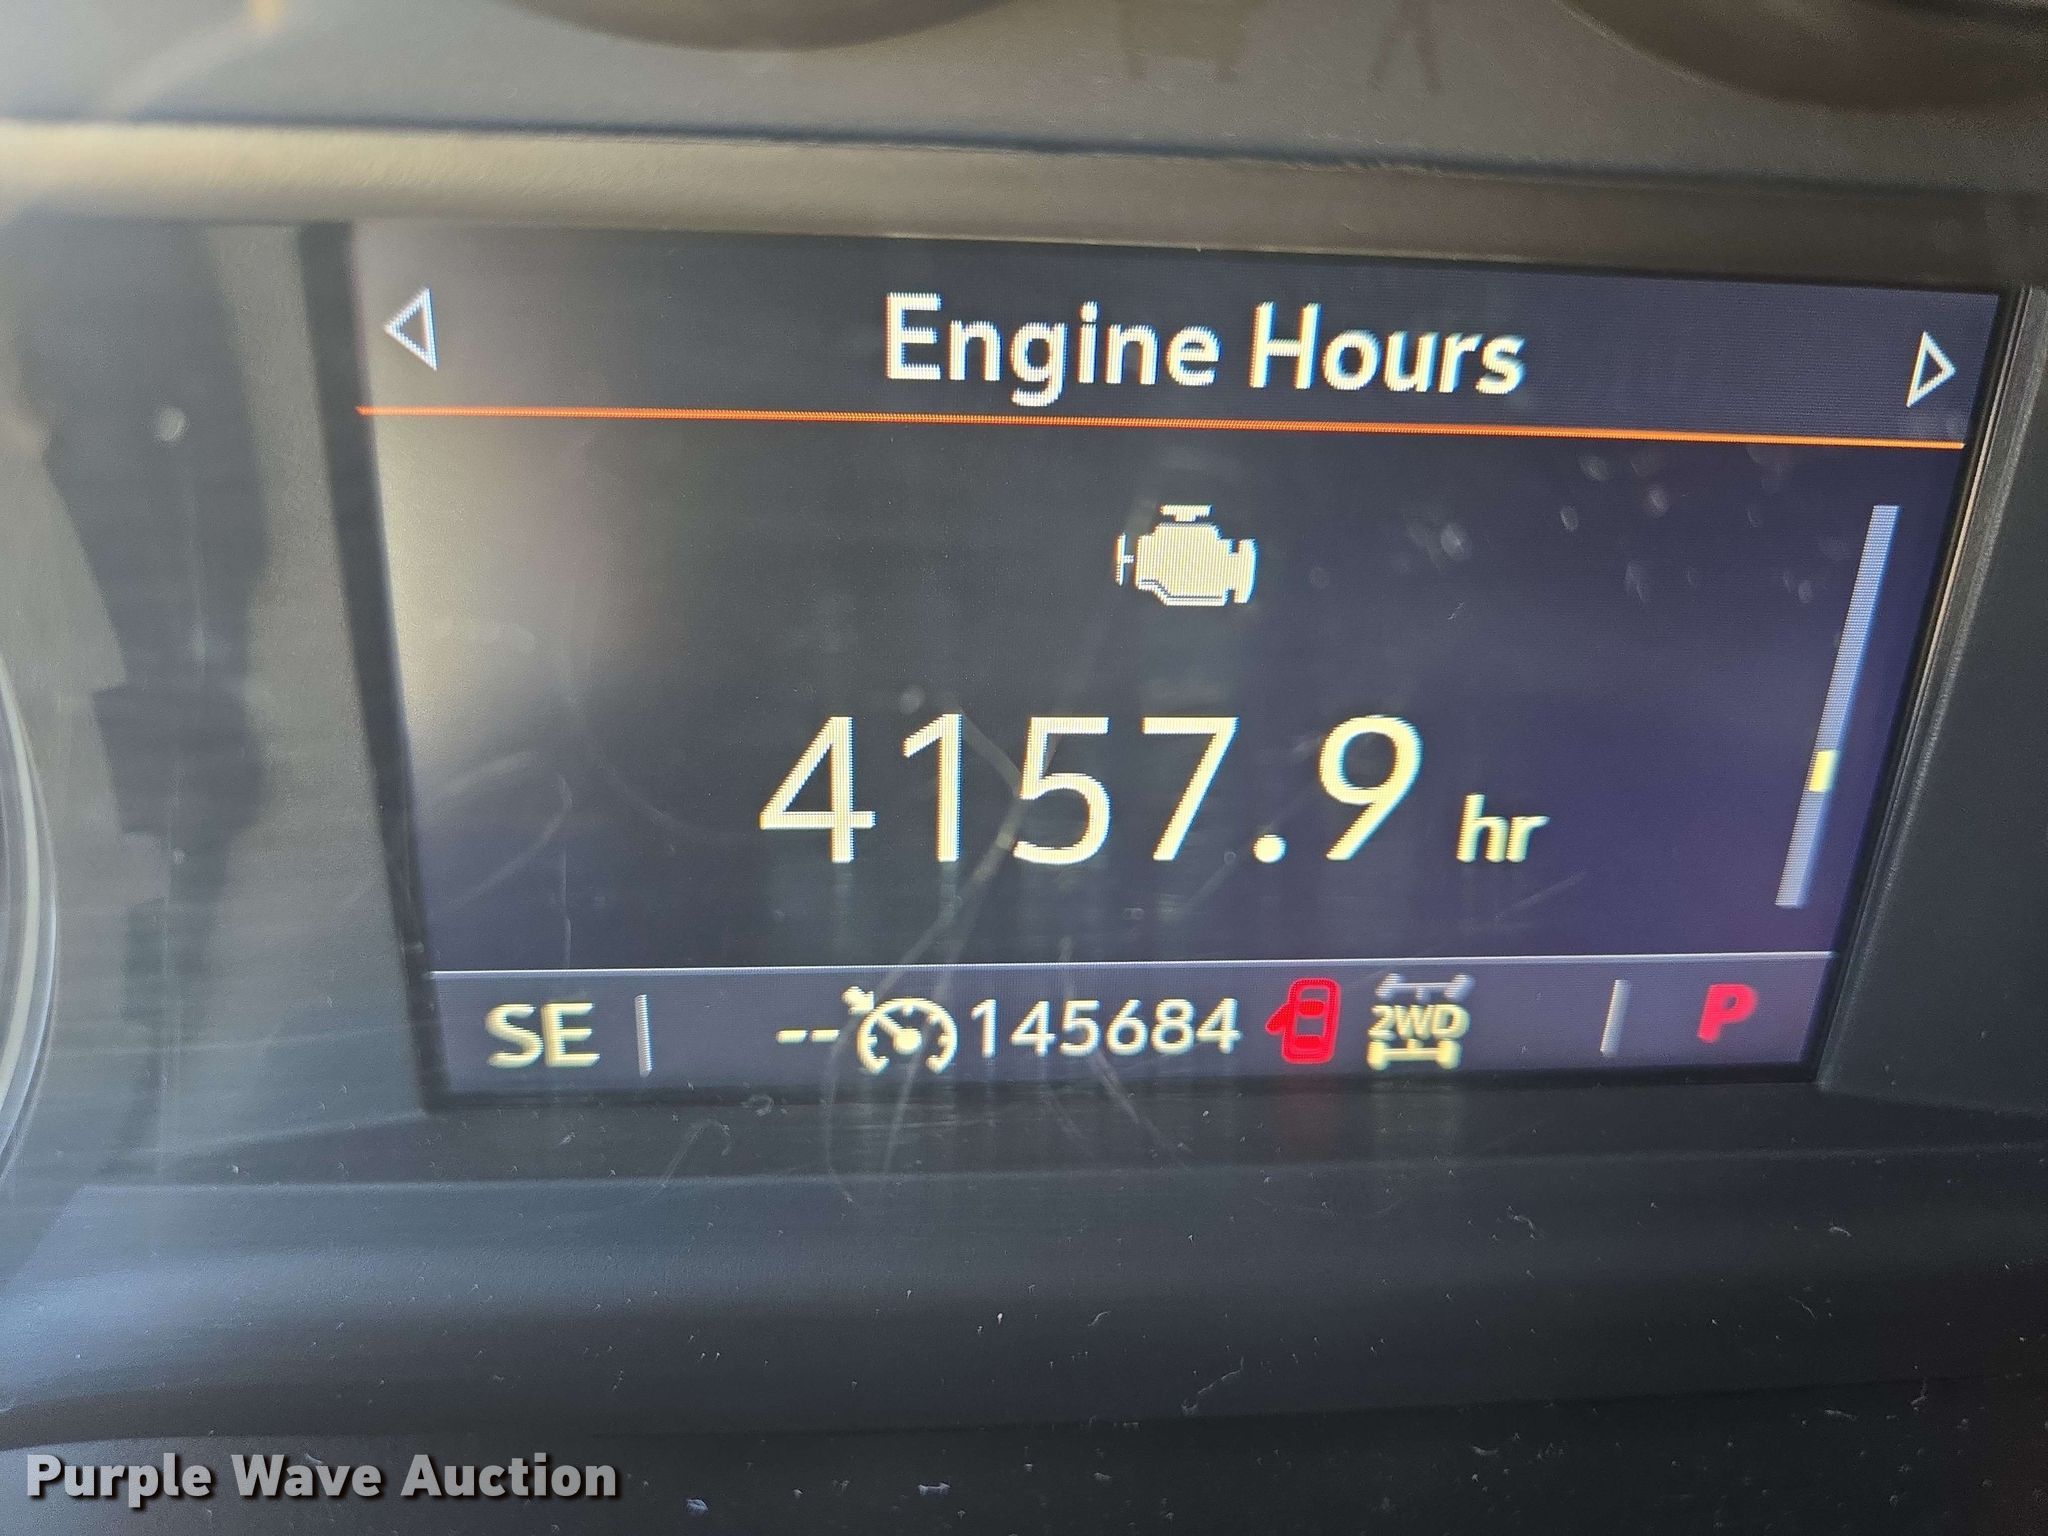 Engine Hours
4157.9 hr
SE -- 145684 2WD P
Purple Wave Auction